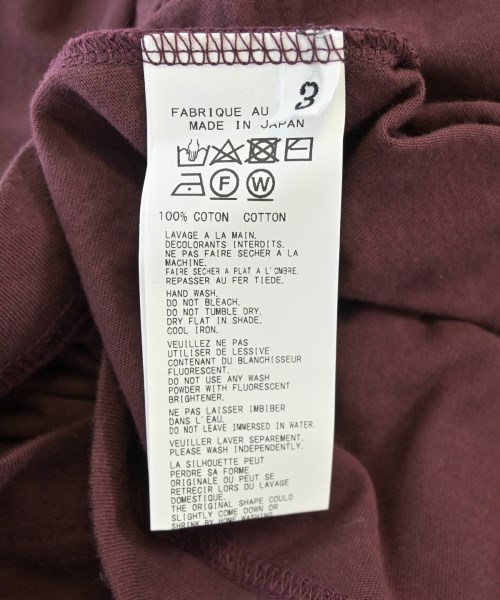 3
FABRIQUE AU
MADE IN JAPAN
F W
100% COTON COTTON
LAVAGE A LA MAIN.
DECOLORANTS INTERDITS.
NE PAS FAIRE SECHER A LA
MACHINE.
FAIRE SECHER A PLAT A L'OMBRE.
REPASSER AU FER TIEDE.
HAND WASH.
DO NOT BLEACH.
DO NOT TUMBLE DRY.
DRY FLAT IN SHADE.
COOL IRON.
VEUILLEZ NE PAS
UTILISER DE LESSIVE
CONTENANT DU BLANCHISSEUR
FLUORESCENT.
DO NOT USE ANY WASH
POWDER WITH FLUORESCENT
BRIGHTENER.
NE PAS LAISSER IMBIBER
DANS L'EAU.
DO NOT LEAVE IMMERSED IN WATER.
VEUILLER LAVER SEPAREMENT.
PLEASE WASH INDEPENDENTLY.
LA SILHOUETTE PEUT
PERDRE SA FORME
ORIGINALE OU PEUT SE
RETRECIR LORS DU LAVAGE
DOMESTIQUE.
THE ORIGINAL SHAPE COULD
SLIGHTLY COME DOWN OR
SHRINK BY HOME WASHING.